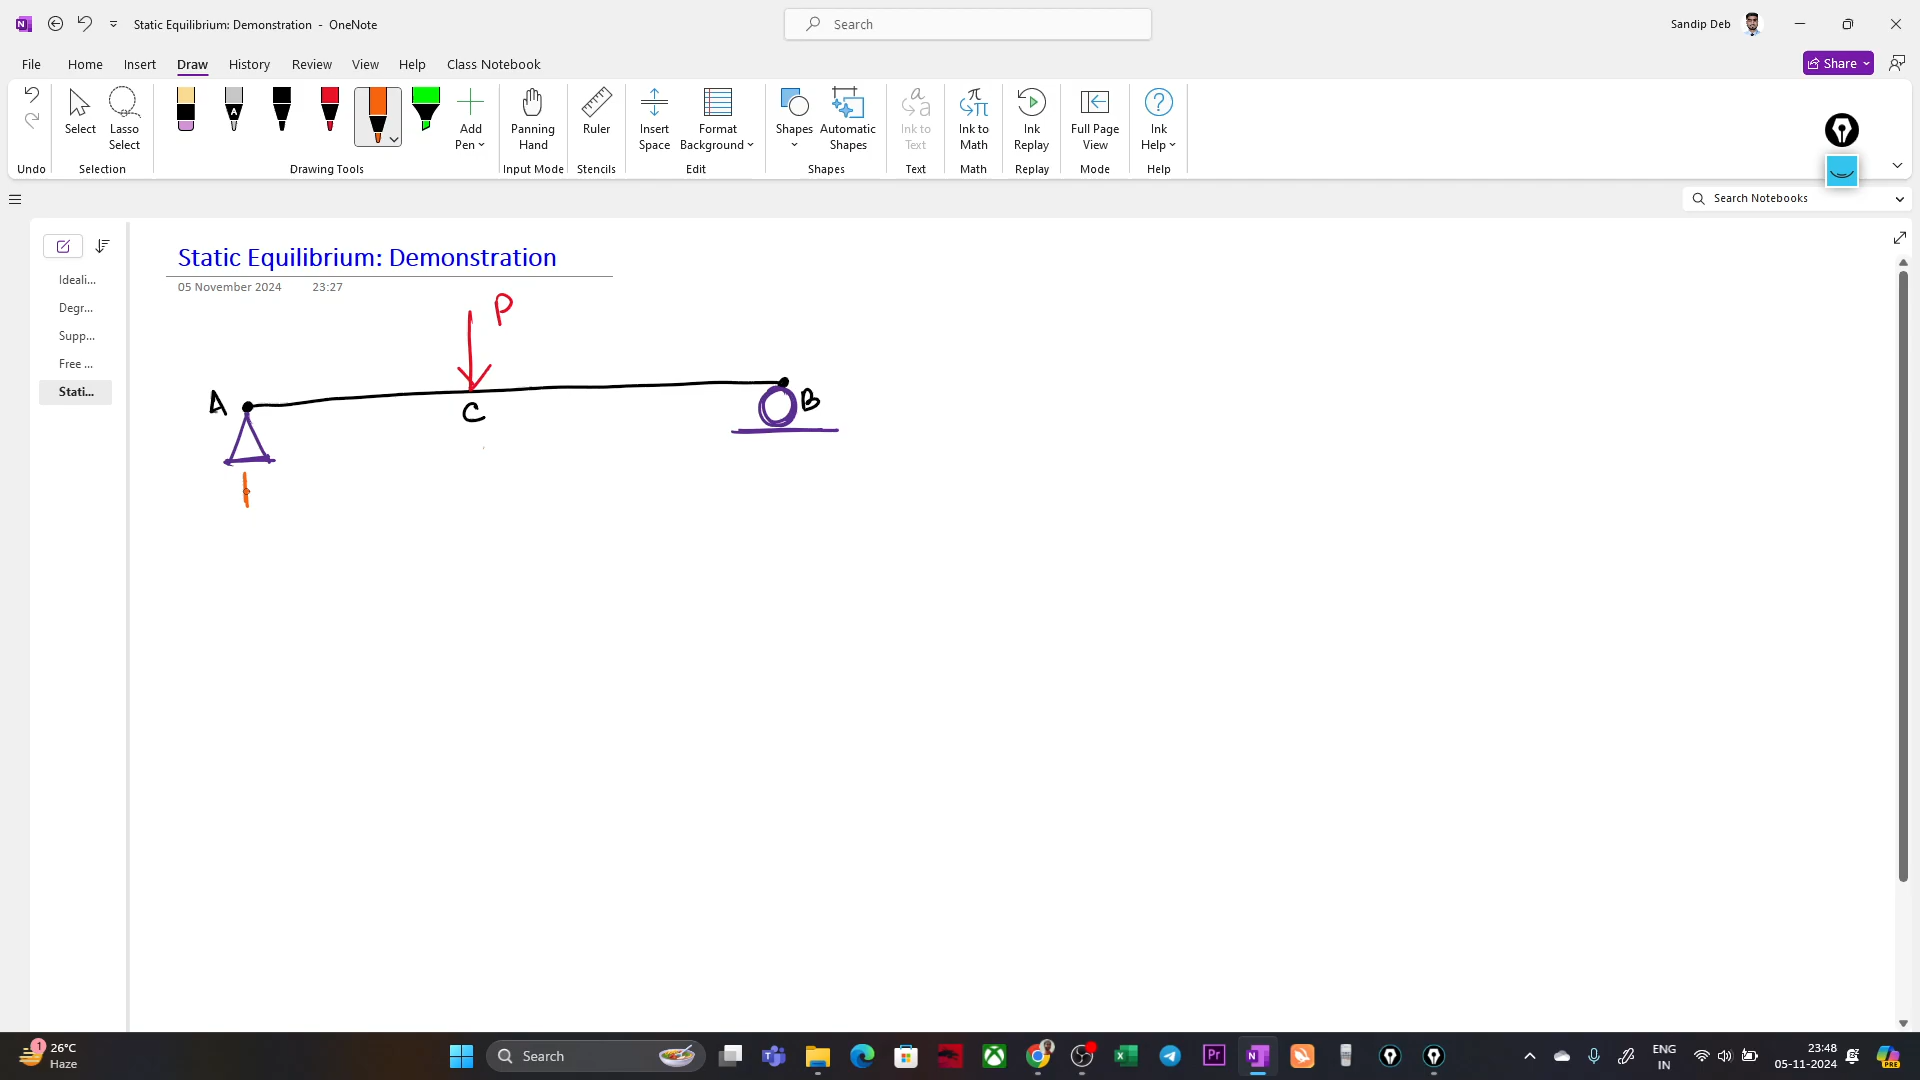 Static Equilibrium: Demonstration - OneNote
Search
Sandip Deb
File Home Insert Draw History Review View Help Class Notebook
Share
Select
Lasso Select
Add Pen
Panning Hand
Ruler
Insert Space
Format Background
Shapes
Automatic Shapes
Ink to Text
Ink to Math
Ink Replay
Full Page View
Ink Help
Undo Selection Drawing Tools Input Mode Stencils Edit Shapes Text Math Replay Mode Help
Search Notebooks
Static Equilibrium: Demonstration
05 November 2024 23:27
Ideali...
Degr...
Supp...
Free ...
Stati...
P
A
C
B
1
26°C
Haze
Search
Pr
PRE
ENG
IN
23:48
05-11-2024